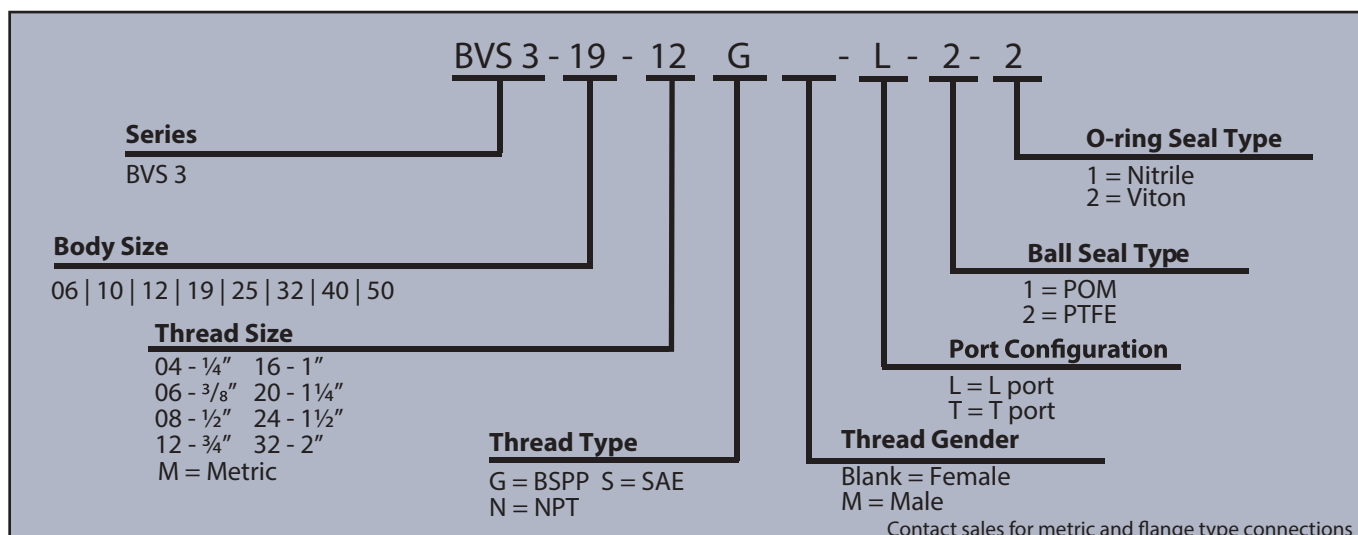 BVS 3 - 19 - 12 G - L - 2 - 2
Series
BVS 3
O-ring Seal Type
1 = Nitrile
2 = Viton
Body Size
06 | 10 | 12 | 19 | 25 | 32 | 40 | 50
Ball Seal Type
1 = POM
2 = PTFE
Thread Size
04 - ¼" 16 - 1"
06 - ³/₈" 20 - 1¼"
08 - ½" 24 - 1½"
12 - ¾" 32 - 2"
M = Metric
Port Configuration
L = L port
T = T port
Thread Type
G = BSPP S = SAE
N = NPT
Thread Gender
Blank = Female
M = Male
Contact sales for metric and flange type connections